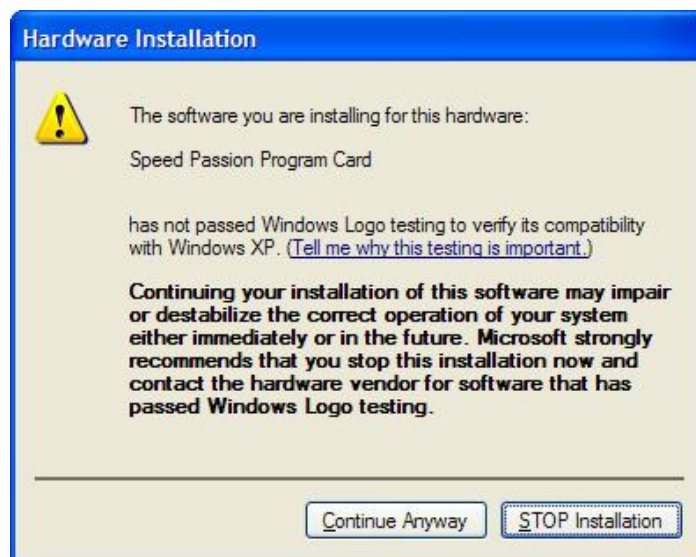 Hardware Installation
The software you are installing for this hardware:
Speed Passion Program Card
has not passed Windows Logo testing to verify its compatibility
with Windows XP. (Tell me why this testing is important.)
Continuing your installation of this software may impair
or destabilize the correct operation of your system
either immediately or in the future. Microsoft strongly
recommends that you stop this installation now and
contact the hardware vendor for software that has
passed Windows Logo testing.
Continue Anyway STOP Installation